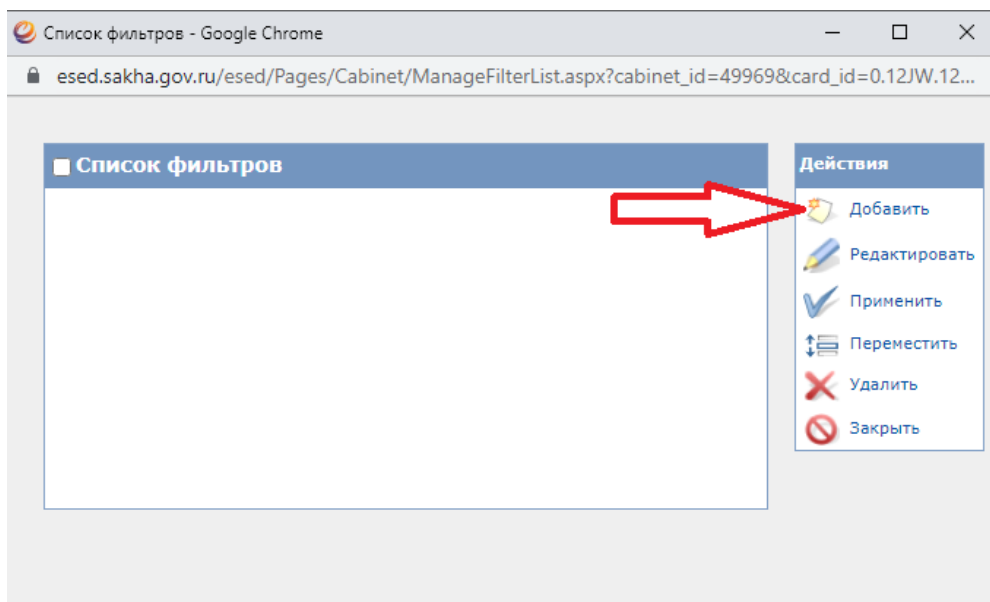 Список фильтров - Google Chrome
esed.sakha.gov.ru/esed/Pages/Cabinet/ManageFilterList.aspx?cabinet_id=49969&card_id=0.12JW.12...
Список фильтров
Действия
Добавить
Редактировать
Применить
Переместить
Удалить
Закрыть